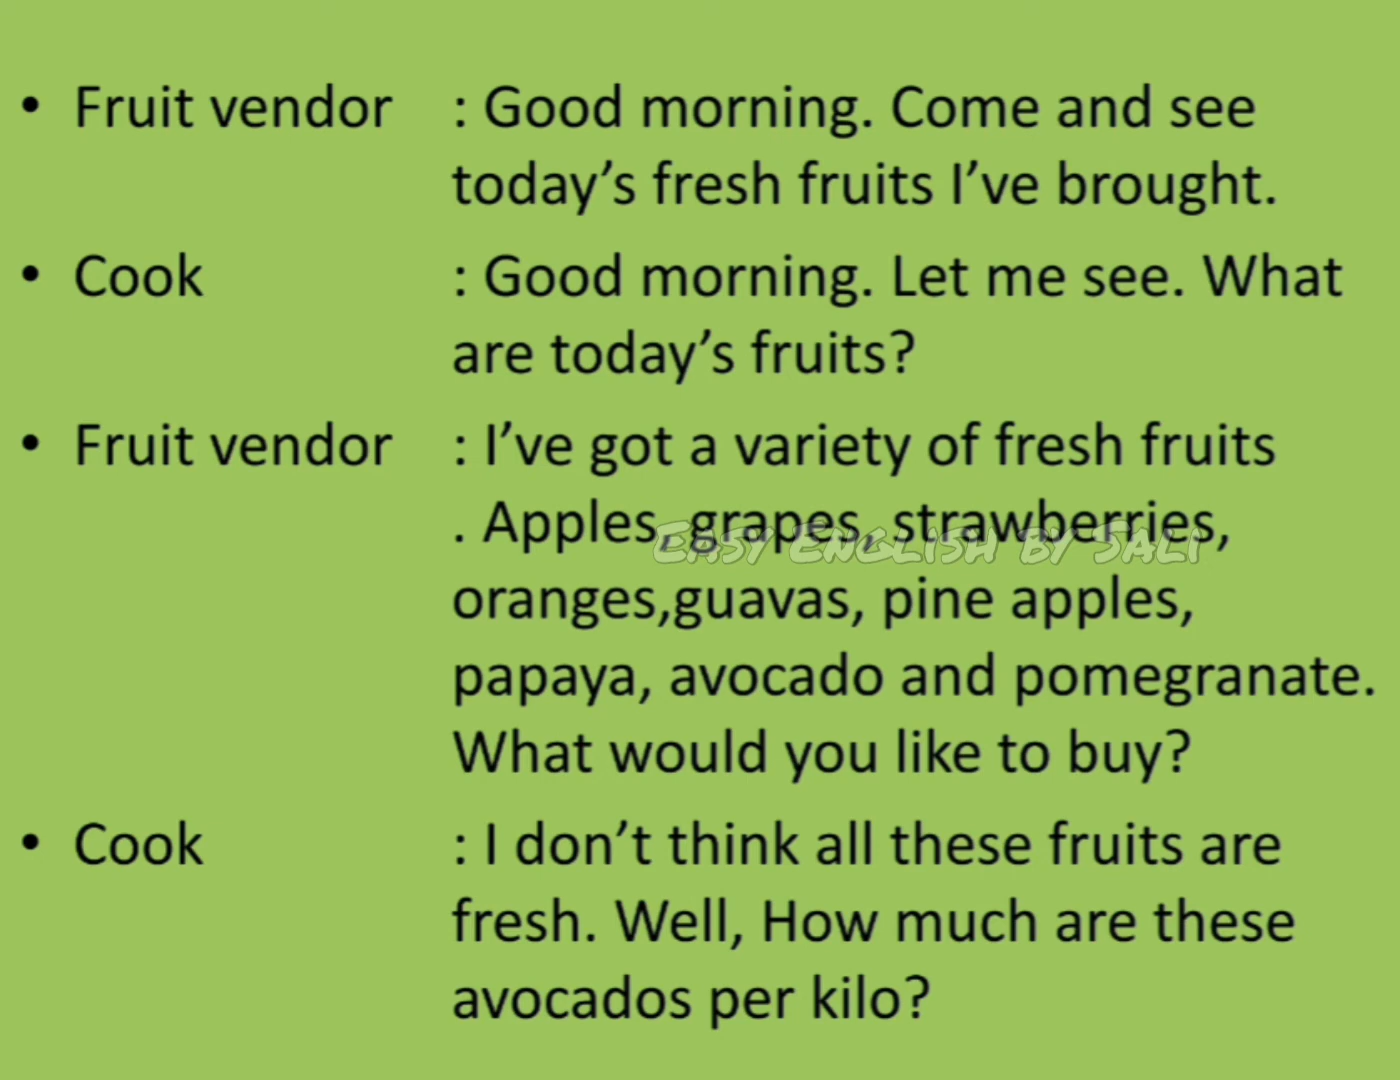 • Fruit vendor : Good morning. Come and see
today’s fresh fruits I’ve brought.
• Cook : Good morning. Let me see. What
are today’s fruits?
• Fruit vendor : I’ve got a variety of fresh fruits
. Apples, grapes, strawberries,
Easy English by Sali
oranges,guavas, pine apples,
papaya, avocado and pomegranate.
What would you like to buy?
• Cook : I don’t think all these fruits are
fresh. Well, How much are these
avocados per kilo?